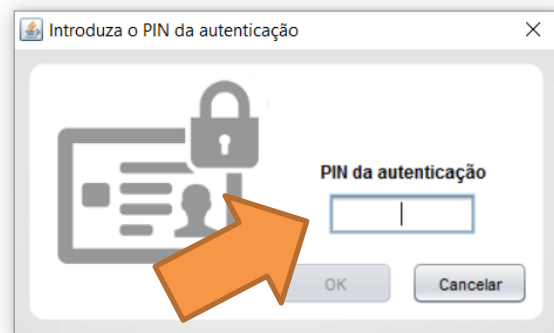 Introduza o PIN da autenticação
PIN da autenticação
OK
Cancelar